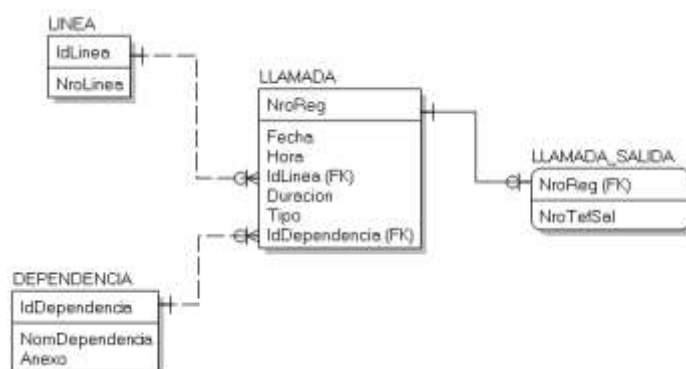 LINEA
IdLinea
NroLinea
LLAMADA
NroReg
Fecha
Hora
IdLinea (FK)
Duracion
Tipo
IdDependencia (FK)
LLAMADA_SALIDA
NroReg (FK)
NroTefSal
DEPENDENCIA
IdDependencia
NomDependencia
Anexo